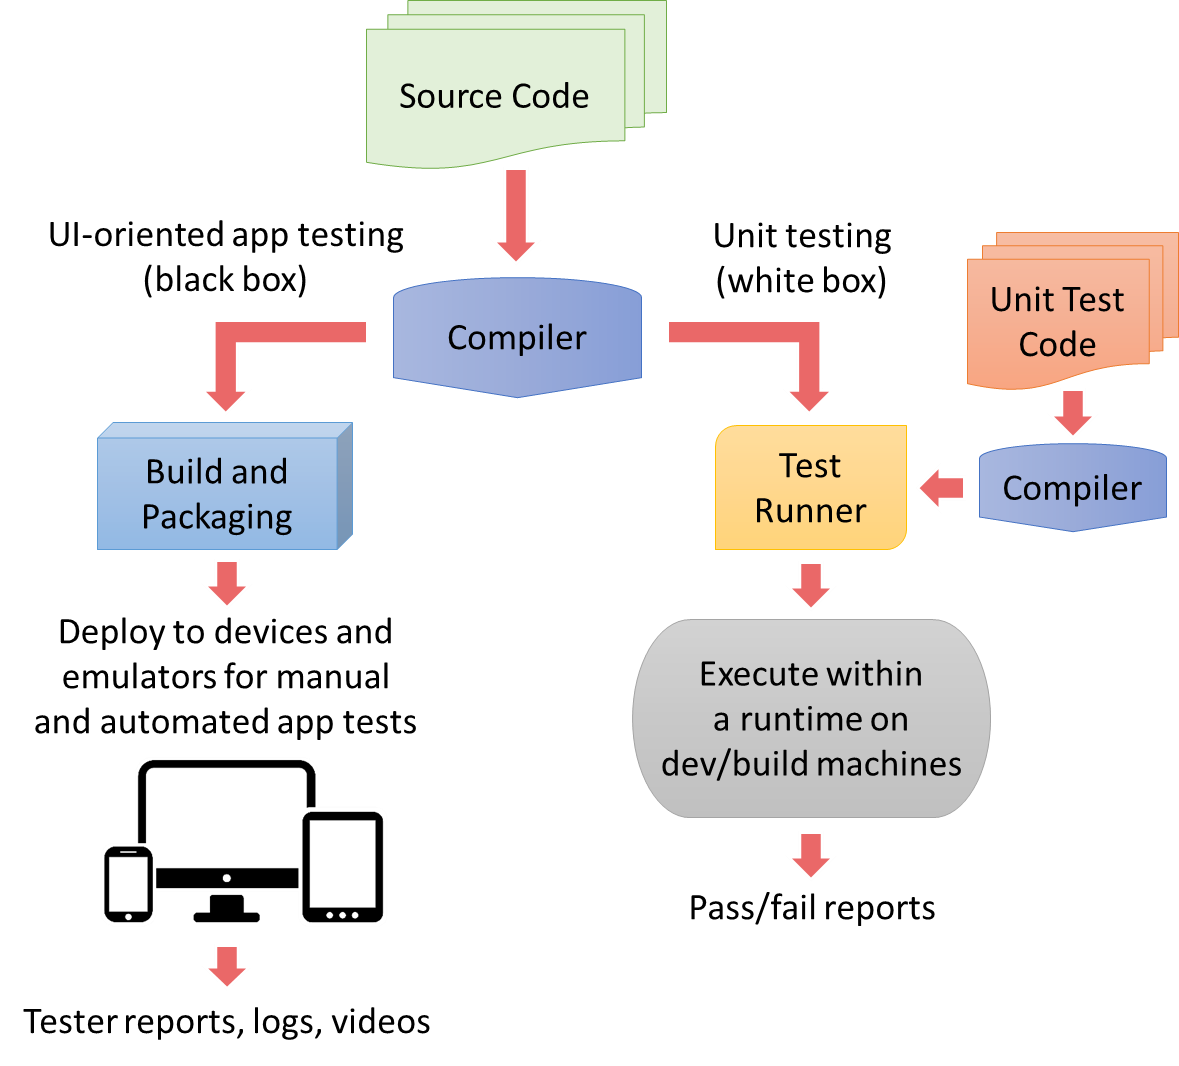 Source Code
UI-oriented app testing
(black box)
Unit testing
(white box)
Unit Test
Code
Compiler
Build and
Packaging
Test
Runner
Compiler
Deploy to devices and
emulators for manual
and automated app tests
Execute within
a runtime on
dev/build machines
Pass/fail reports
Tester reports, logs, videos